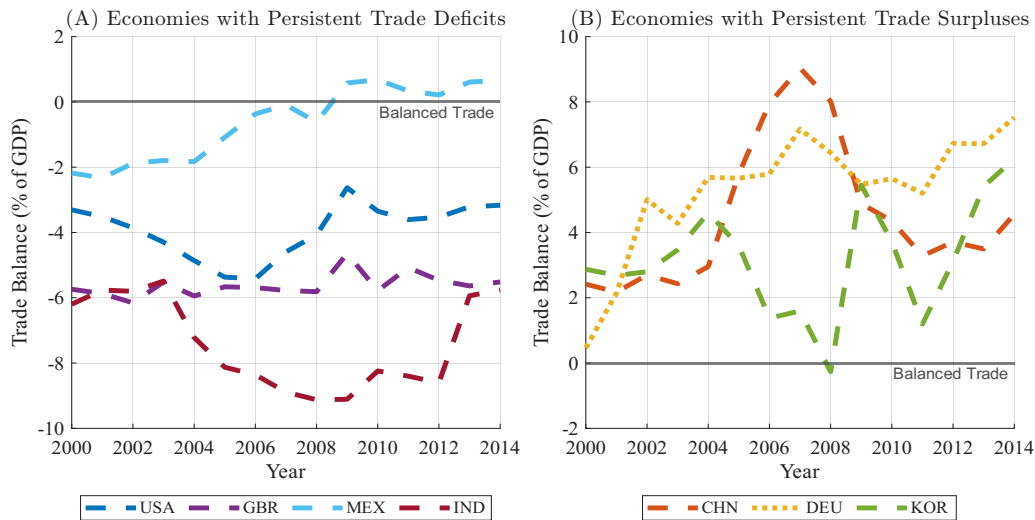 (A) Economies with Persistent Trade Deficits
Trade Balance (% of GDP)
2
0
-2
-4
-6
-8
-10
Balanced Trade
2000 2002 2004 2006 2008 2010 2012 2014
Year
USA GBR MEX IND
(B) Economies with Persistent Trade Surpluses
Trade Balance (% of GDP)
10
8
6
4
2
0
-2
Balanced Trade
2000 2002 2004 2006 2008 2010 2012 2014
Year
CHN DEU KOR